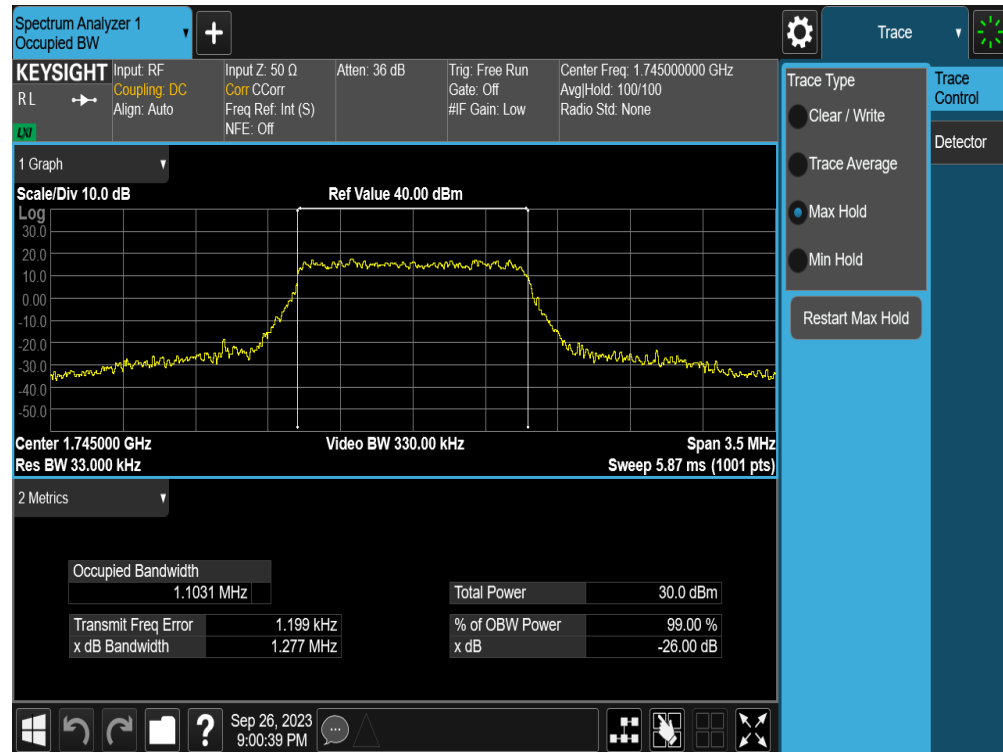 Spectrum Analyzer 1
Occupied BW
+
Trace
KEYSIGHT
R L
LXI
Input: RF
Coupling: DC
Align: Auto
Input Z: 50 Ω
Corr CCorr
Freq Ref: Int (S)
NFE: Off
Atten: 36 dB
Trig: Free Run
Gate: Off
#IF Gain: Low
Center Freq: 1.745000000 GHz
Avg|Hold: 100/100
Radio Std: None
Trace Type
Clear / Write
Trace Average
Max Hold
Min Hold
Restart Max Hold
Trace
Control
Detector
1 Graph
Scale/Div 10.0 dB
Ref Value 40.00 dBm
Log
30.0
20.0
10.0
0.00
-10.0
-20.0
-30.0
-40.0
-50.0
Center 1.745000 GHz
Video BW 330.00 kHz
Span 3.5 MHz
Res BW 33.000 kHz
Sweep 5.87 ms (1001 pts)
2 Metrics
Occupied Bandwidth
1.1031 MHz
Total Power 30.0 dBm
Transmit Freq Error 1.199 kHz
% of OBW Power 99.00 %
x dB Bandwidth 1.277 MHz
x dB -26.00 dB
?
Sep 26, 2023
9:00:39 PM